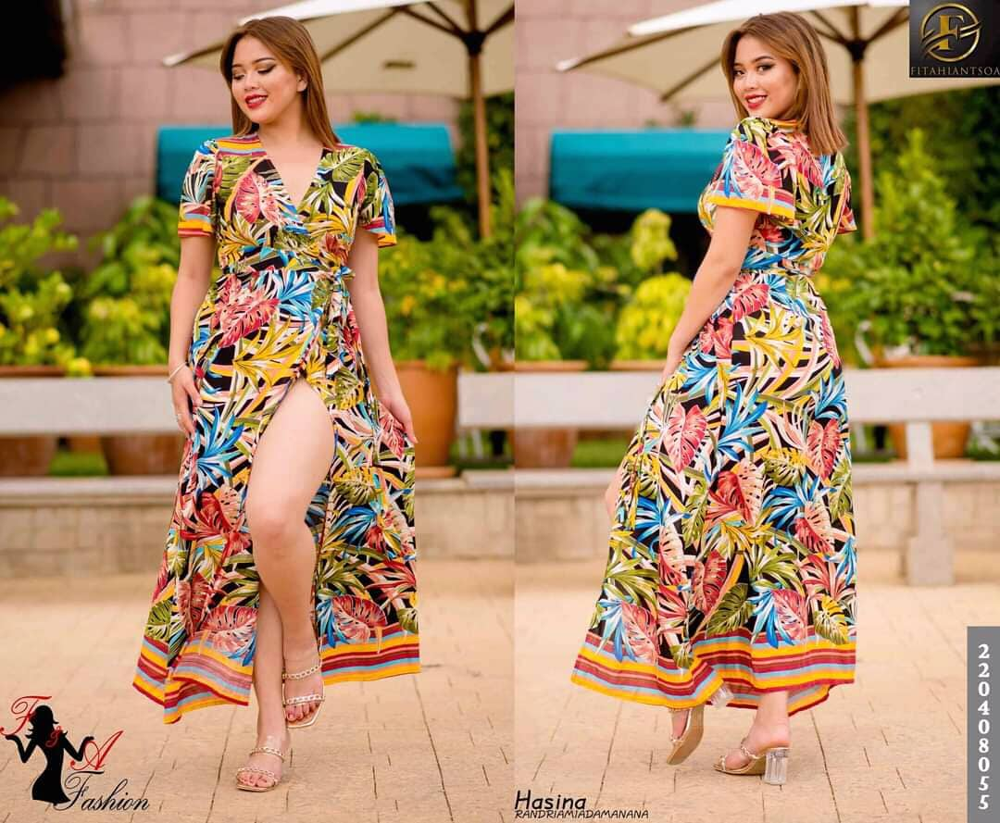 F
FITAHIANTSOA
220408055
F & A
Fashion
Hasina
RANDRIAMIADAMANANA